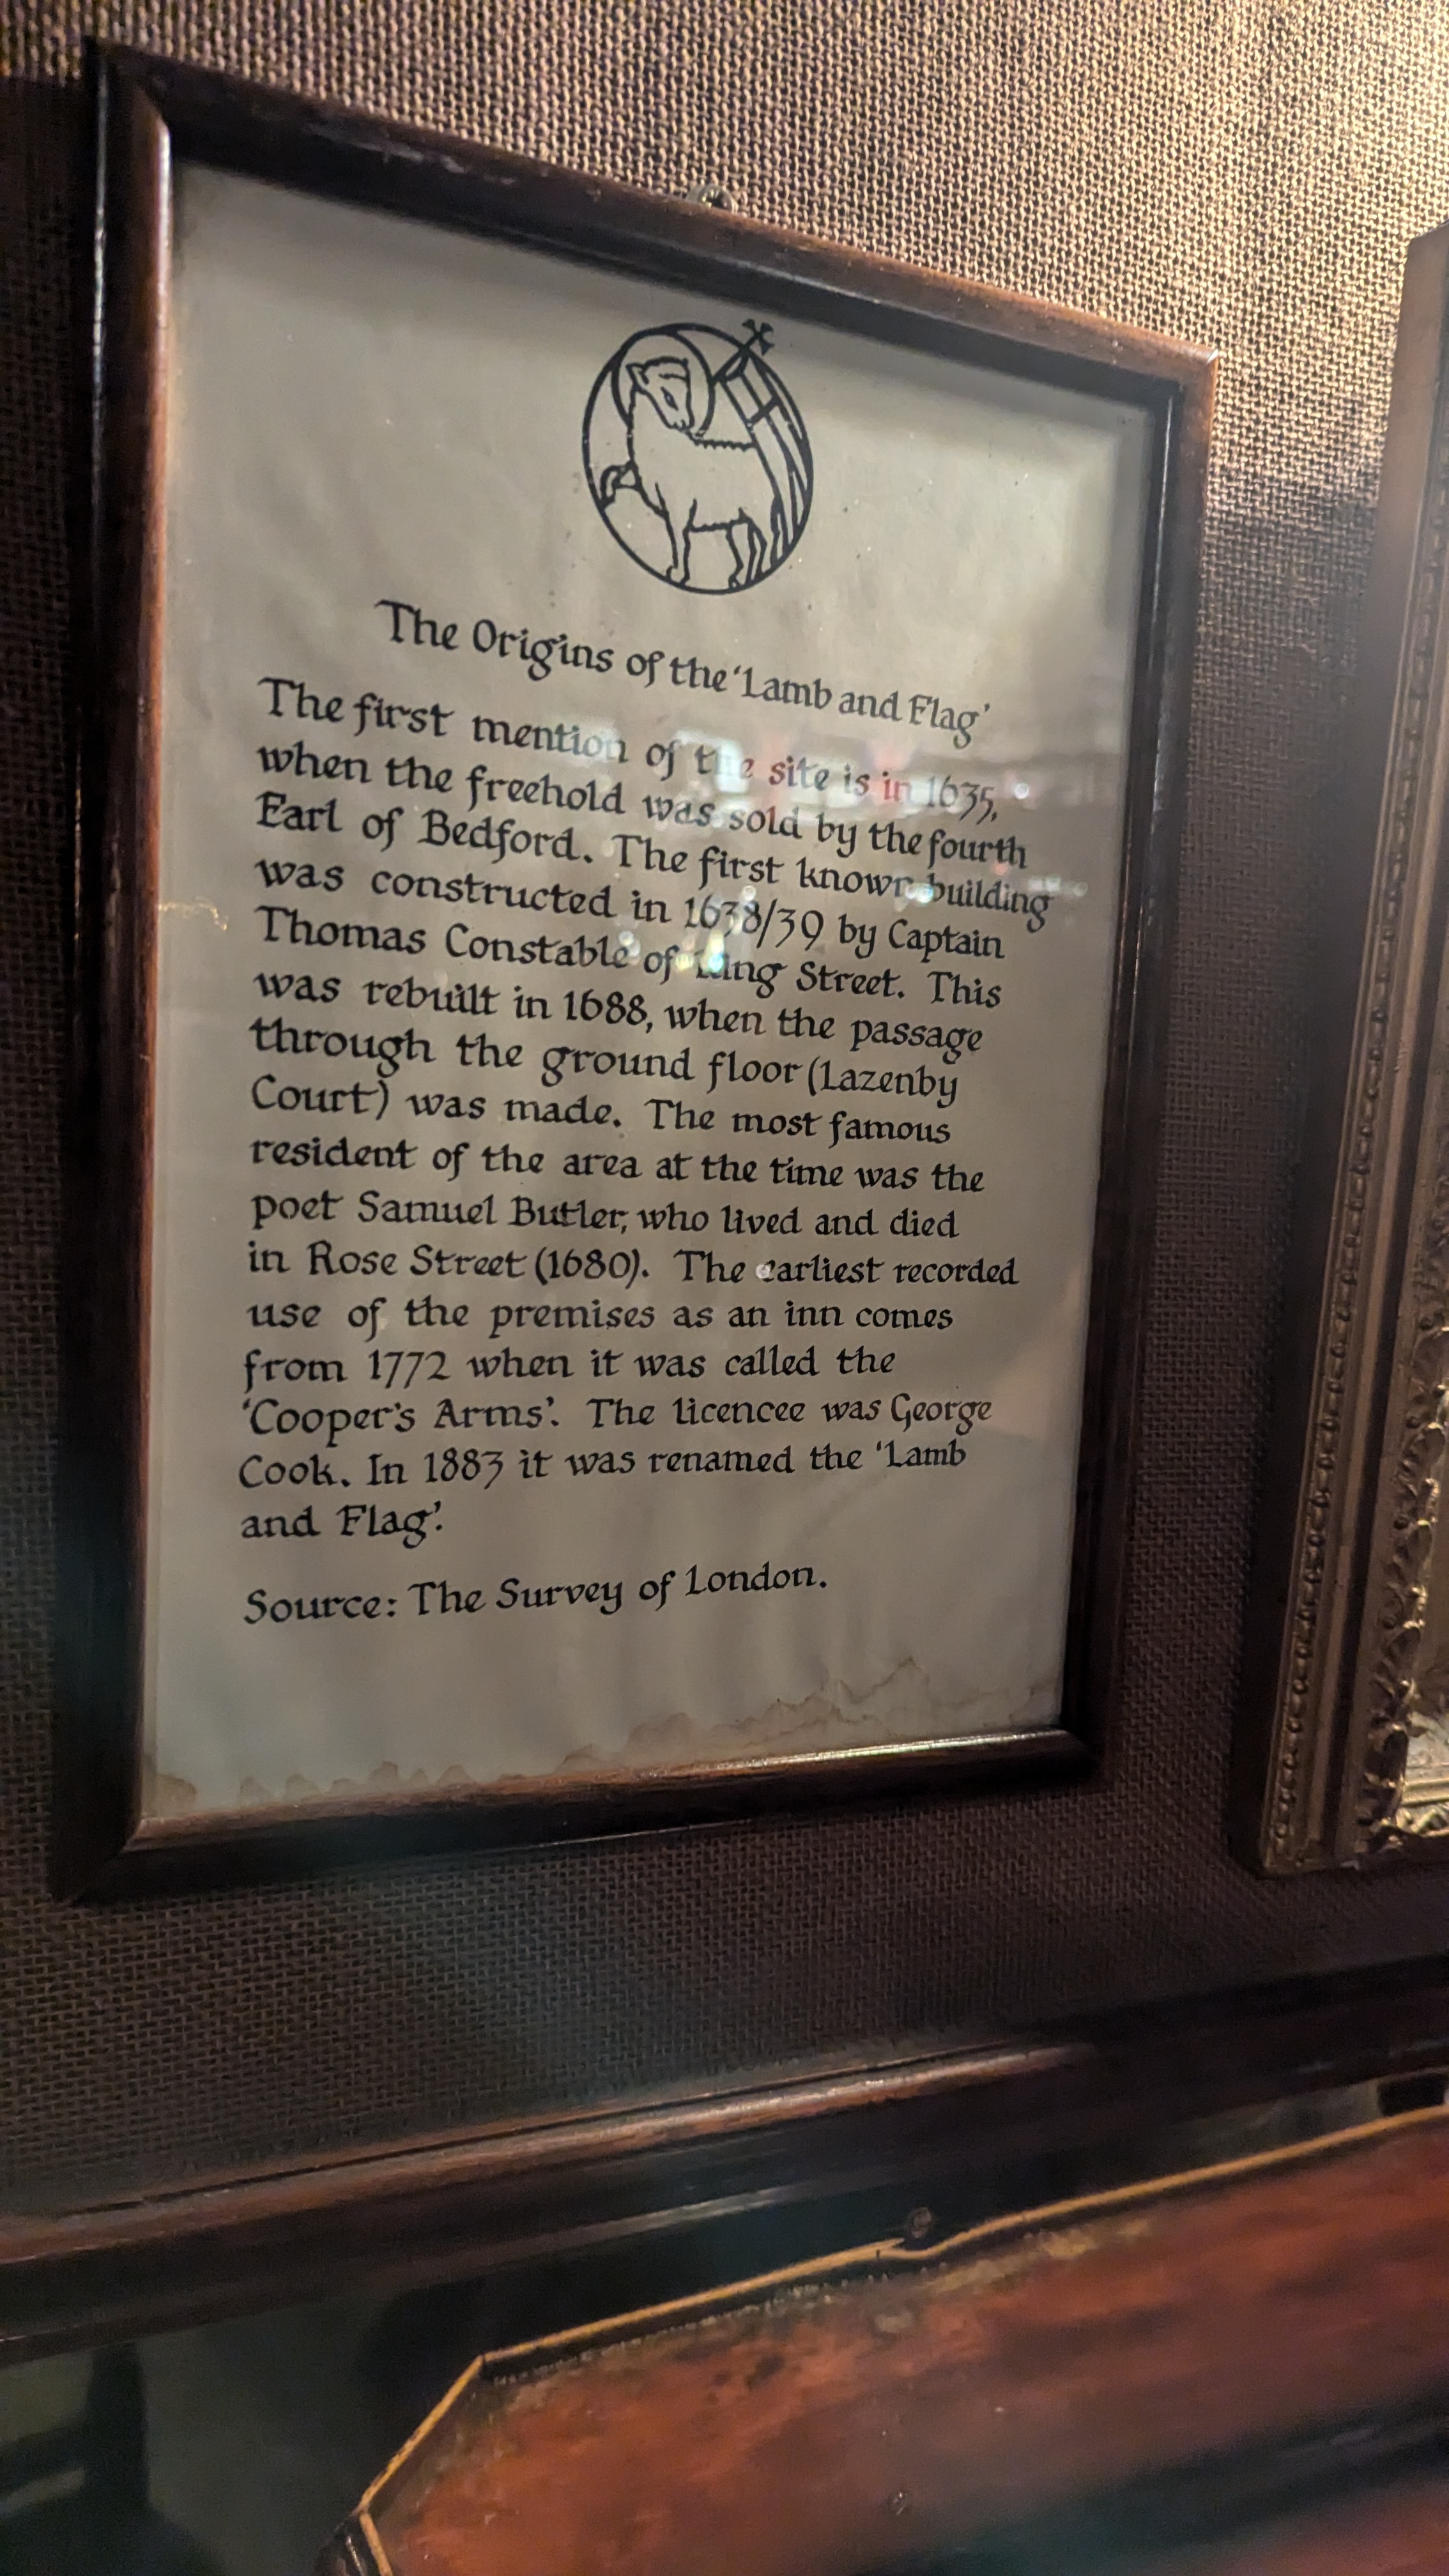 The Origins of the 'Lamb and Flag'
The first mention of the site is in 1635,
when the freehold was sold by the fourth
Earl of Bedford. The first known building
was constructed in 1638/39 by Captain
Thomas Constable of King Street. This
was rebuilt in 1688, when the passage
through the ground floor (Lazenby
Court) was made. The most famous
resident of the area at the time was the
poet Samuel Butler, who lived and died
in Rose Street (1680). The earliest recorded
use of the premises as an inn comes
from 1772 when it was called the
'Cooper's Arms'. The licencee was George
Cook. In 1883 it was renamed the 'Lamb
and Flag'.
Source: The Survey of London.